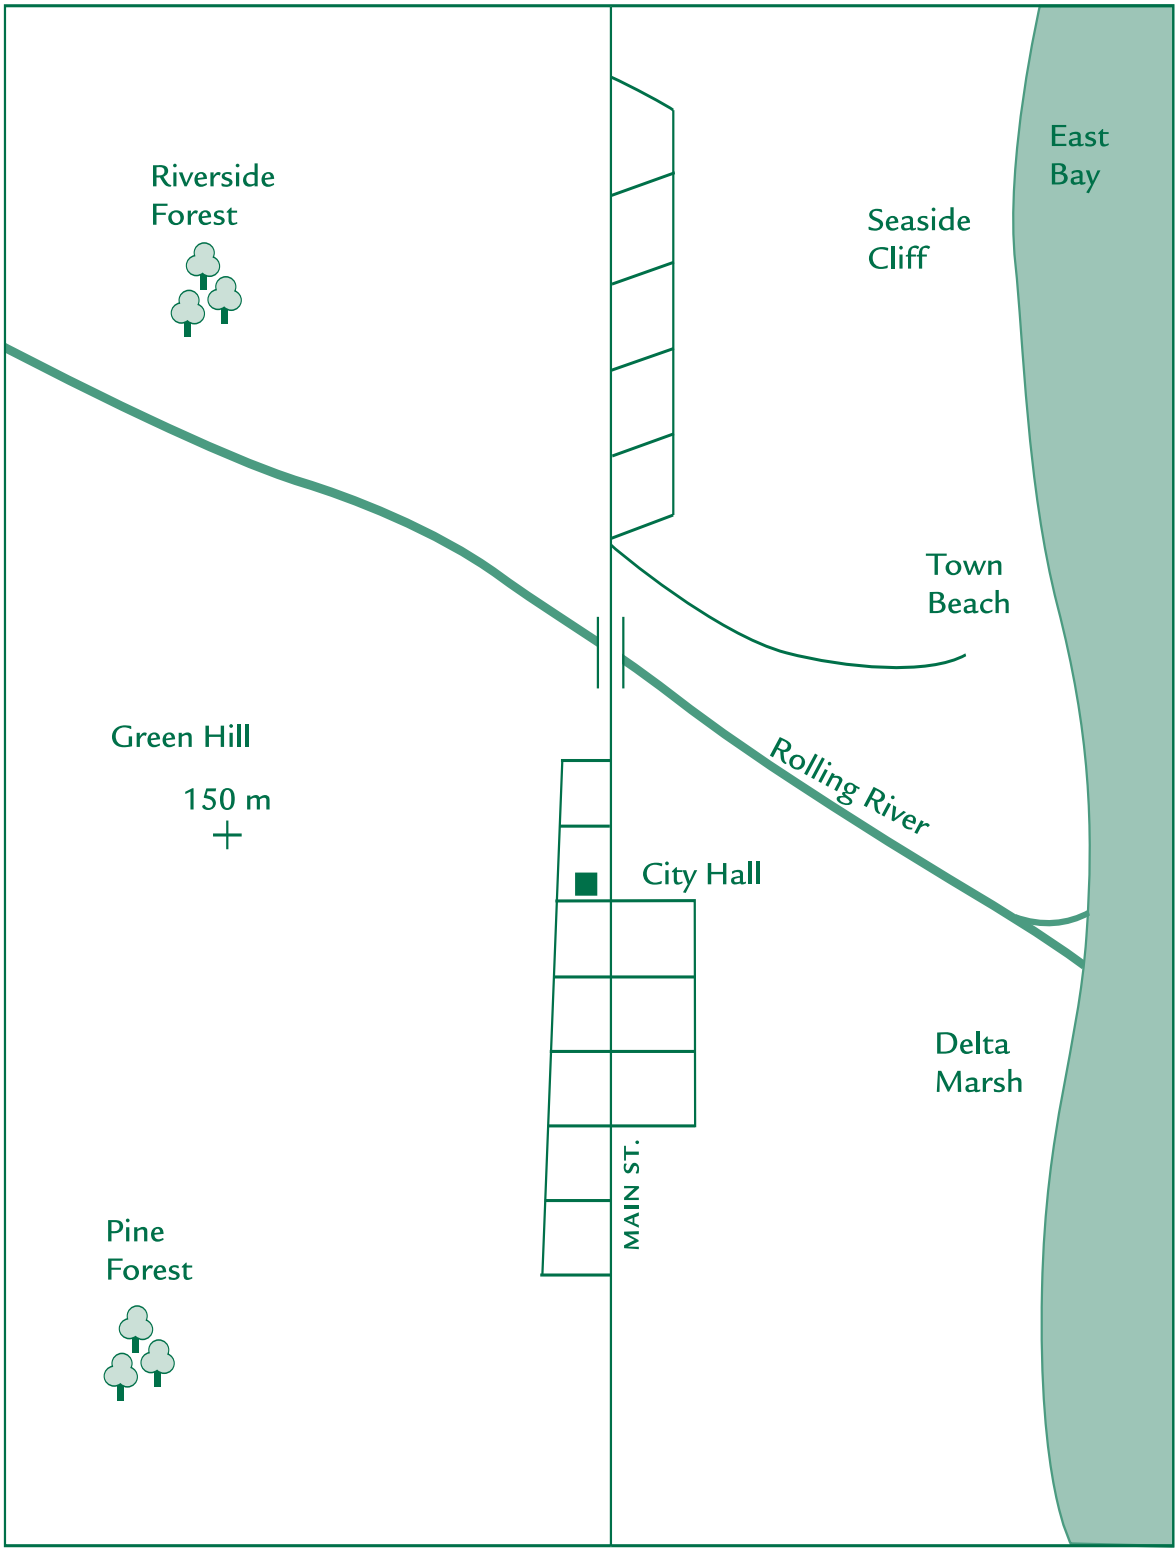 East
Bay
Riverside
Forest
Seaside
Cliff
Town
Beach
Green Hill
150 m
Rolling River
City Hall
Delta
Marsh
MAIN ST.
Pine
Forest